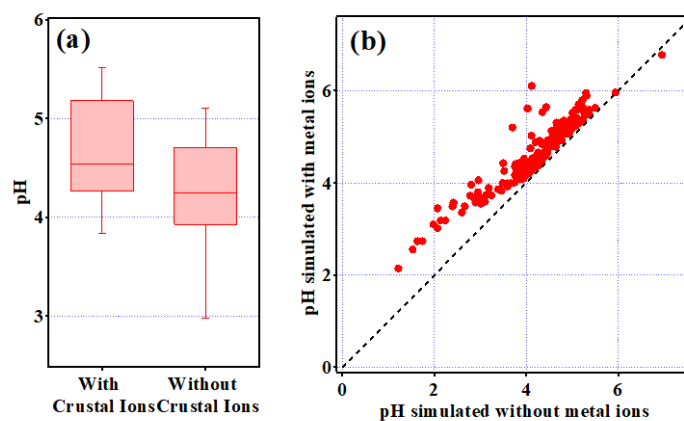 (a)
6
5
4
3
pH
With
Crustal Ions
Without
Crustal Ions
(b)
6
4
2
0
pH simulated with metal ions
0
2
4
6
pH simulated without metal ions